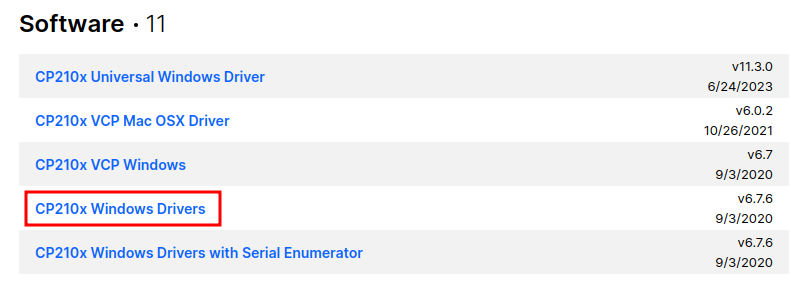 Software • 11
CP210x Universal Windows Driver
v11.3.0
6/24/2023
CP210x VCP Mac OSX Driver
v6.0.2
10/26/2021
CP210x VCP Windows
v6.7
9/3/2020
CP210x Windows Drivers
v6.7.6
9/3/2020
CP210x Windows Drivers with Serial Enumerator
v6.7.6
9/3/2020